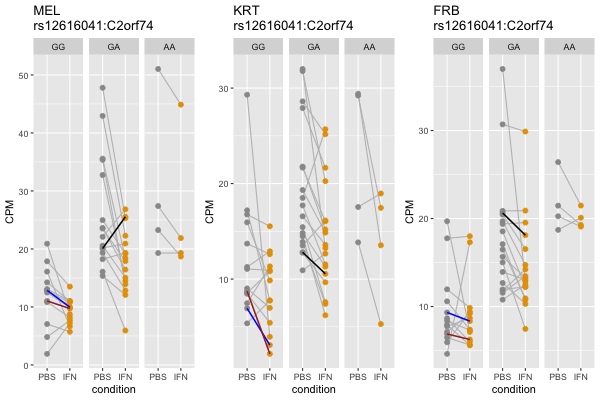 MEL
rs12616041:C2orf74
GG GA AA
CPM
50
40
30
20
10
0
PBS IFN PBS IFN PBS IFN
condition
KRT
rs12616041:C2orf74
GG GA AA
CPM
30
20
10
PBS IFN PBS IFN PBS IFN
condition
FRB
rs12616041:C2orf74
GG GA AA
CPM
30
20
10
PBS IFN PBS IFN PBS IFN
condition